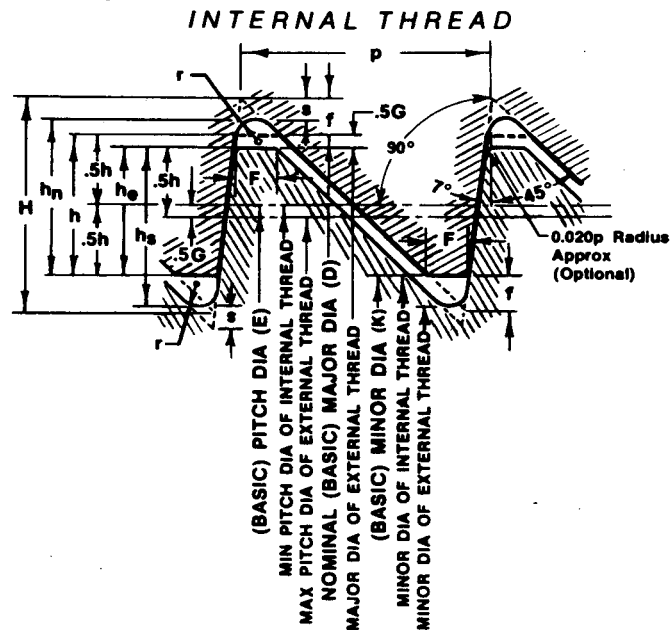 INTERNAL THREAD
p
r
s
f
.5G
90°
.5h
.5h
F
hn
h
he
hs
H
.5h
.5G
7°
45°
F
0.020p Radius
Approx
(Optional)
f
s
r
(BASIC) PITCH DIA (E)
MIN PITCH DIA OF INTERNAL THREAD
MAX PITCH DIA OF EXTERNAL THREAD
NOMINAL (BASIC) MAJOR DIA (D)
MAJOR DIA OF EXTERNAL THREAD
(BASIC) MINOR DIA (K)
MINOR DIA OF INTERNAL THREAD
MINOR DIA OF EXTERNAL THREAD